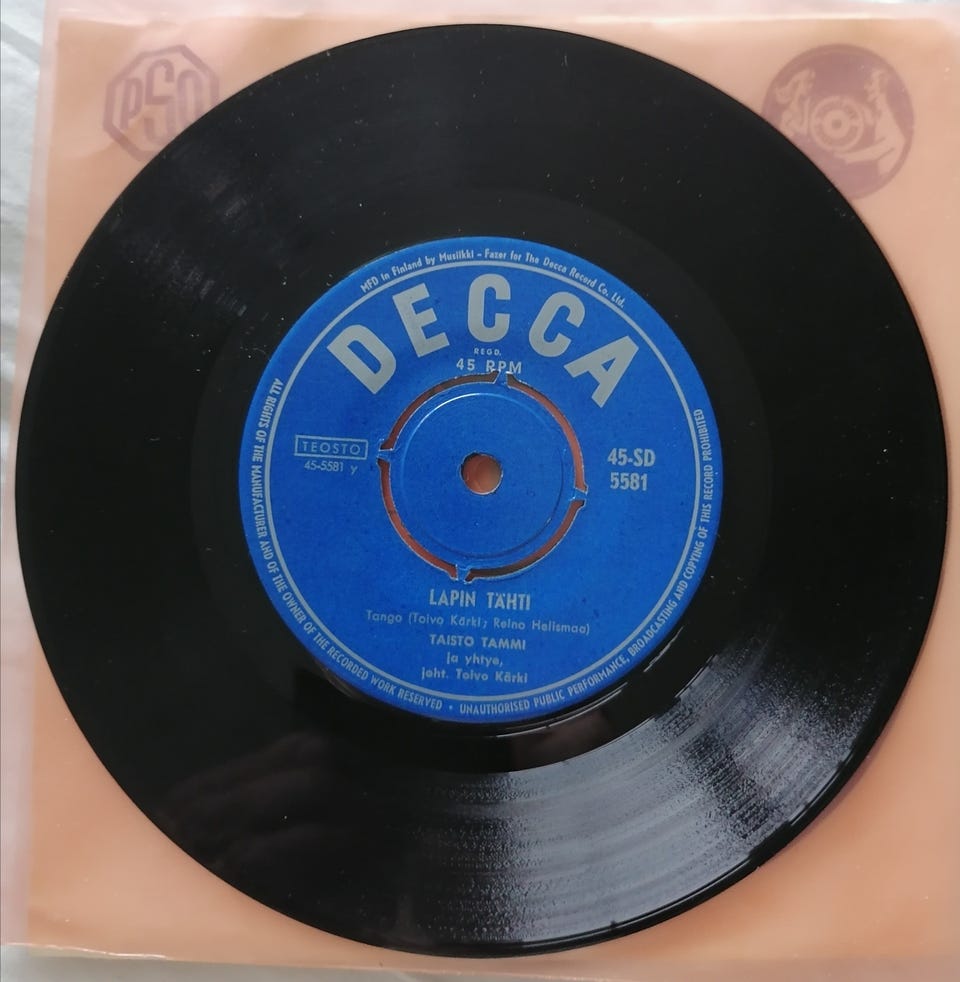 PSO
MFD in Finland by Musiikki - Fazer for The Decca Record Co. Ltd.
DECCA
REGD.
45 RPM
TEOSTO
45-5581 y
45-SD
5581
LAPIN TÄHTI
Tango (Toivo Kärki; Reino Helismaa)
TAISTO TAMMI
ja yhtye,
joht. Toivo Kärki
ALL RIGHTS OF THE MANUFACTURER AND OF THE OWNER OF THE RECORDED WORK RESERVED • UNAUTHORISED PUBLIC PERFORMANCE, BROADCASTING AND COPYING OF THIS RECORD PROHIBITED